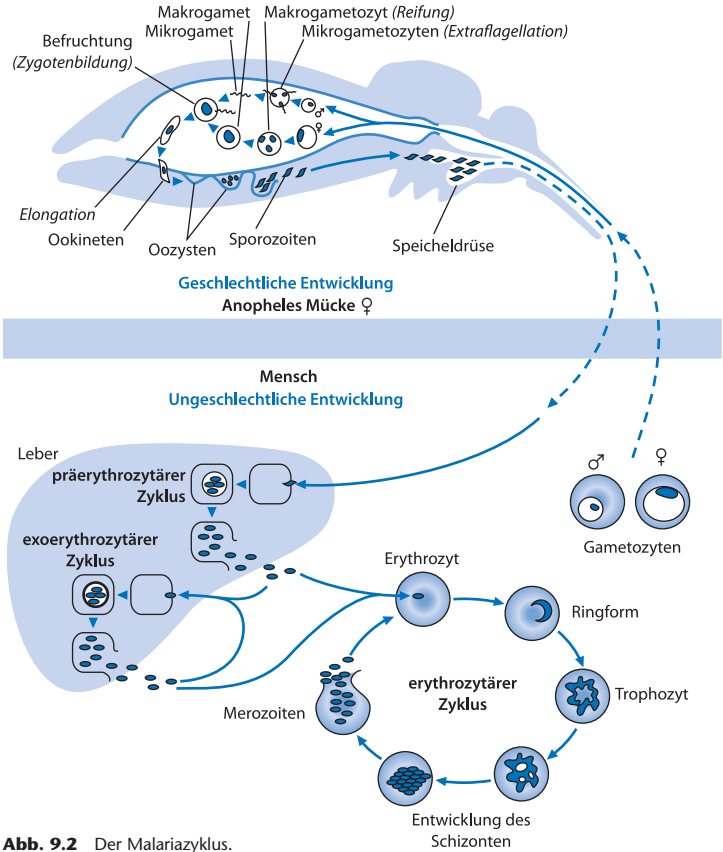 Makrogamet
Makrogametozyt (Reifung)
Mikrogamet
Mikrogametozyten (Extraflagellation)
Befruchtung
(Zygotenbildung)
♂
♀
Elongation
Ookineten
Oozysten
Sporozoiten
Speicheldrüse
Geschlechtliche Entwicklung
Anopheles Mücke ♀
Mensch
Ungeschlechtliche Entwicklung
Leber
präerythrozytärer
Zyklus
exoerythrozytärer
Zyklus
♂
♀
Gametozyten
Erythrozyt
Ringform
Trophozyt
erythrozytärer
Zyklus
Merozoiten
Entwicklung des
Schizonten
Abb. 9.2 Der Malariazyklus.